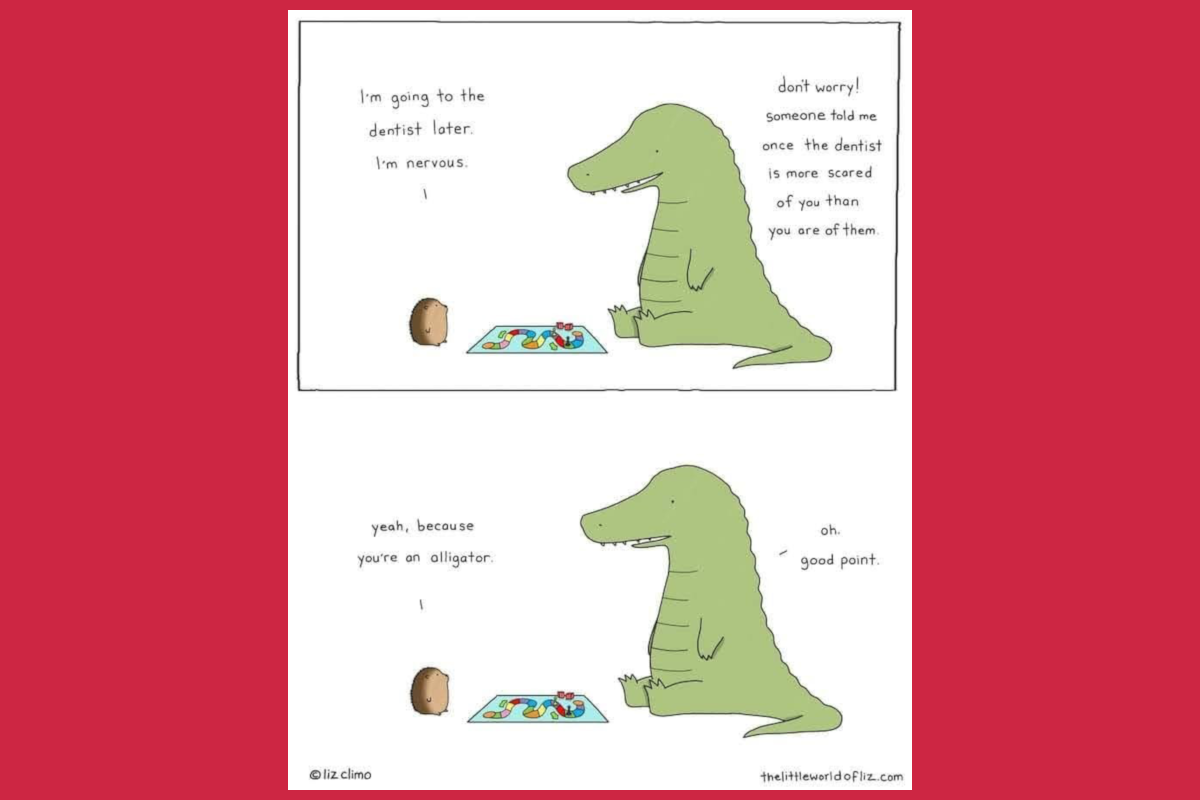 I'm going to the
dentist later.
I'm nervous.
don't worry!
someone told me
once the dentist
is more scared
of you than
you are of them.
yeah, because
you're an alligator.
oh.
good point.
© liz climo
thelittleworldofliz.com